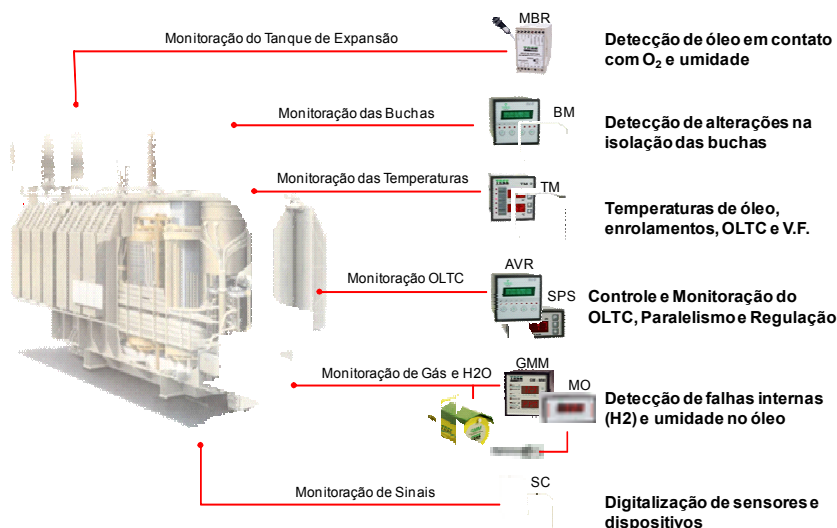 MBR
Monitoração do Tanque de Expansão
Detecção de óleo em contato
com O₂ e umidade
Monitoração das Buchas
BM
Detecção de alterações na
isolação das buchas
Monitoração das Temperaturas
TM
Temperaturas de óleo,
enrolamentos, OLTC e V.F.
AVR
Monitoração OLTC
SPS
Controle e Monitoração do
OLTC, Paralelismo e Regulação
GMM
Monitoração de Gás e H2O
MO
Detecção de falhas internas
(H2) e umidade no óleo
SC
Monitoração de Sinais
Digitalização de sensores e
dispositivos